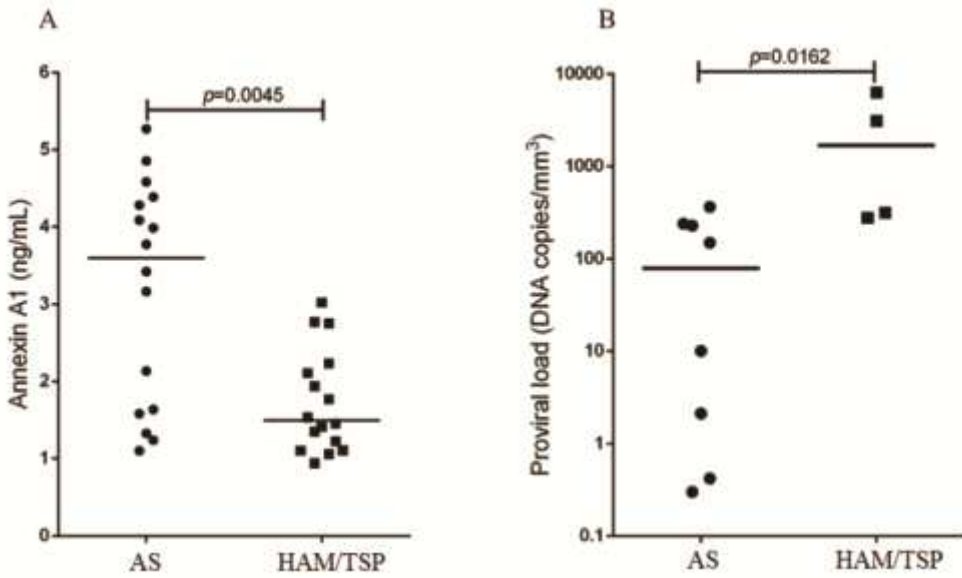 A
Annexin A1 (ng/mL)
6
5
4
3
2
1
0
p=0.0045
AS
HAM/TSP
B
Proviral load (DNA copies/mm³)
10000
1000
100
10
1
0.1
p=0.0162
AS
HAM/TSP